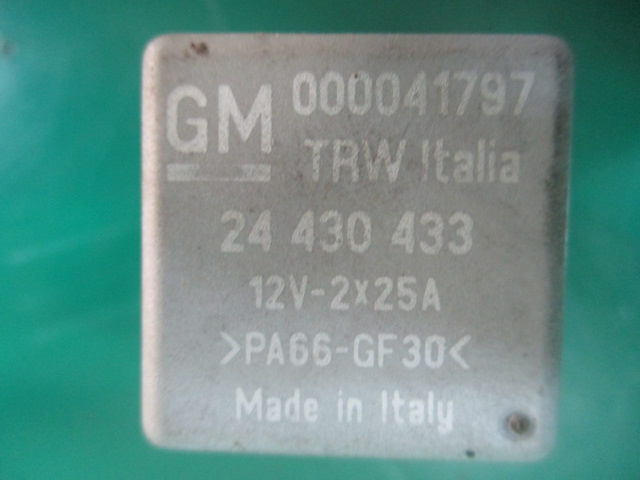 GM 000041797
TRW Italia
24 430 433
12V-2x25A
>PA66-GF30<
Made in Italy